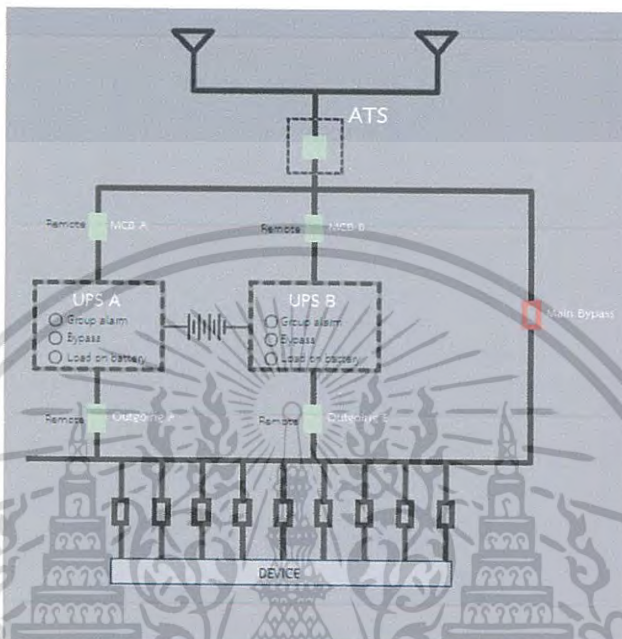 ATS
Remote MCB A
Remote MCB B
UPS A
Group alarm
Bypass
Load on battery
UPS B
Group alarm
Bypass
Load on battery
Main Bypass
Remote Outgoing A
Remote Outgoing B
DEVICE